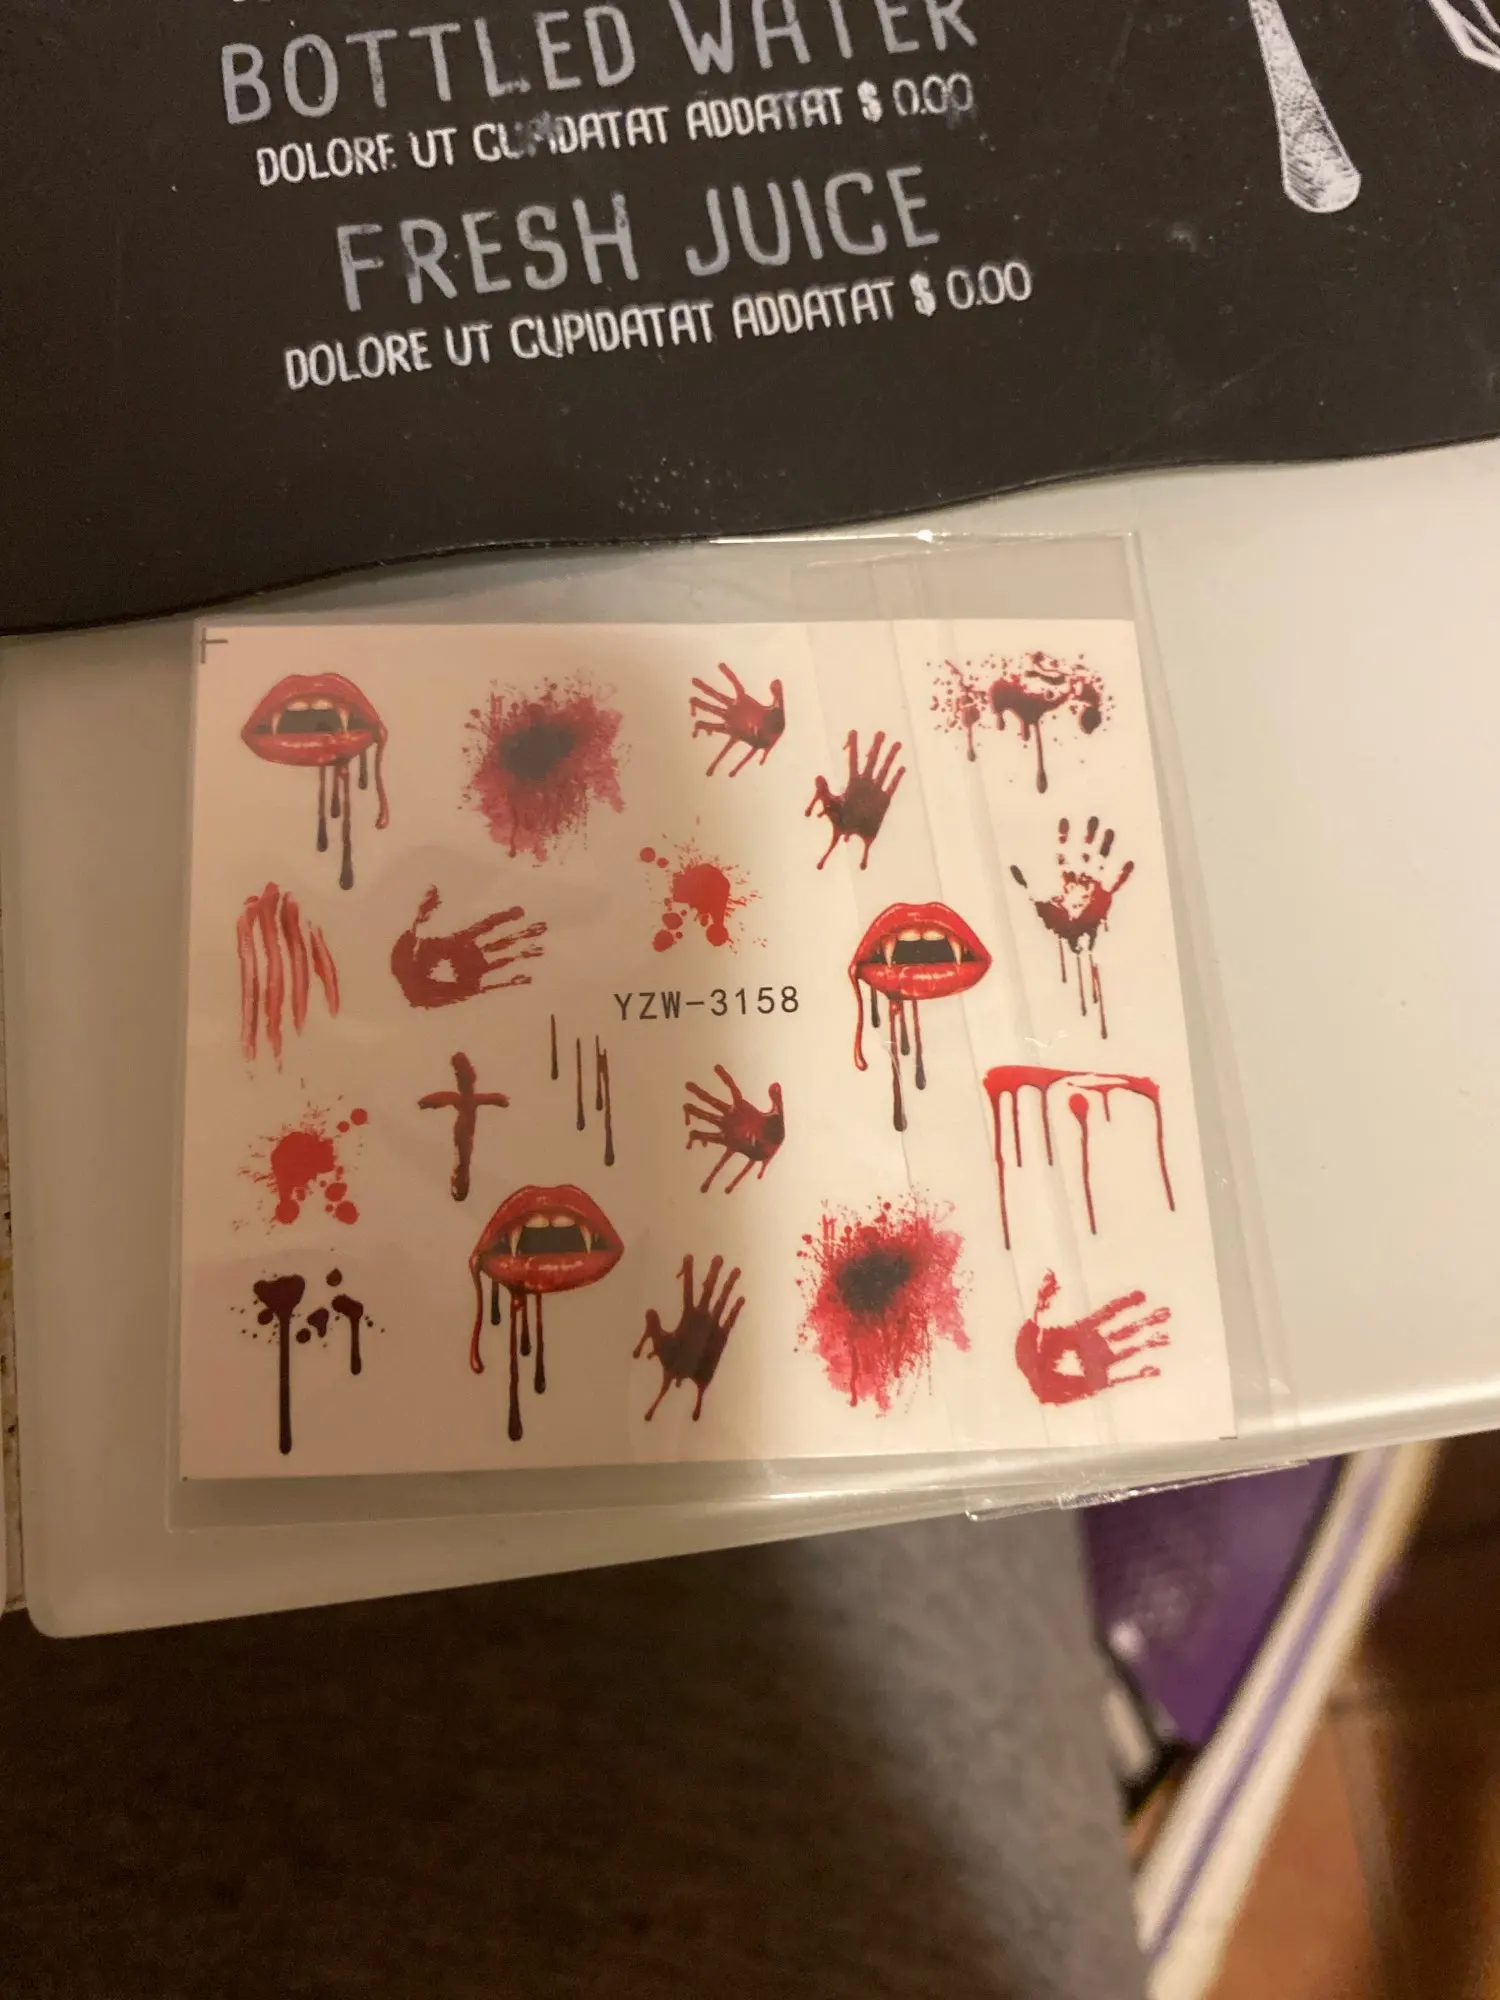 BOTTLED WATER
DOLORE UT CUPIDATAT ADDATAT $ 0.00
FRESH JUICE
DOLORE UT CUPIDATAT ADDATAT $ 0.00
YZW-3158